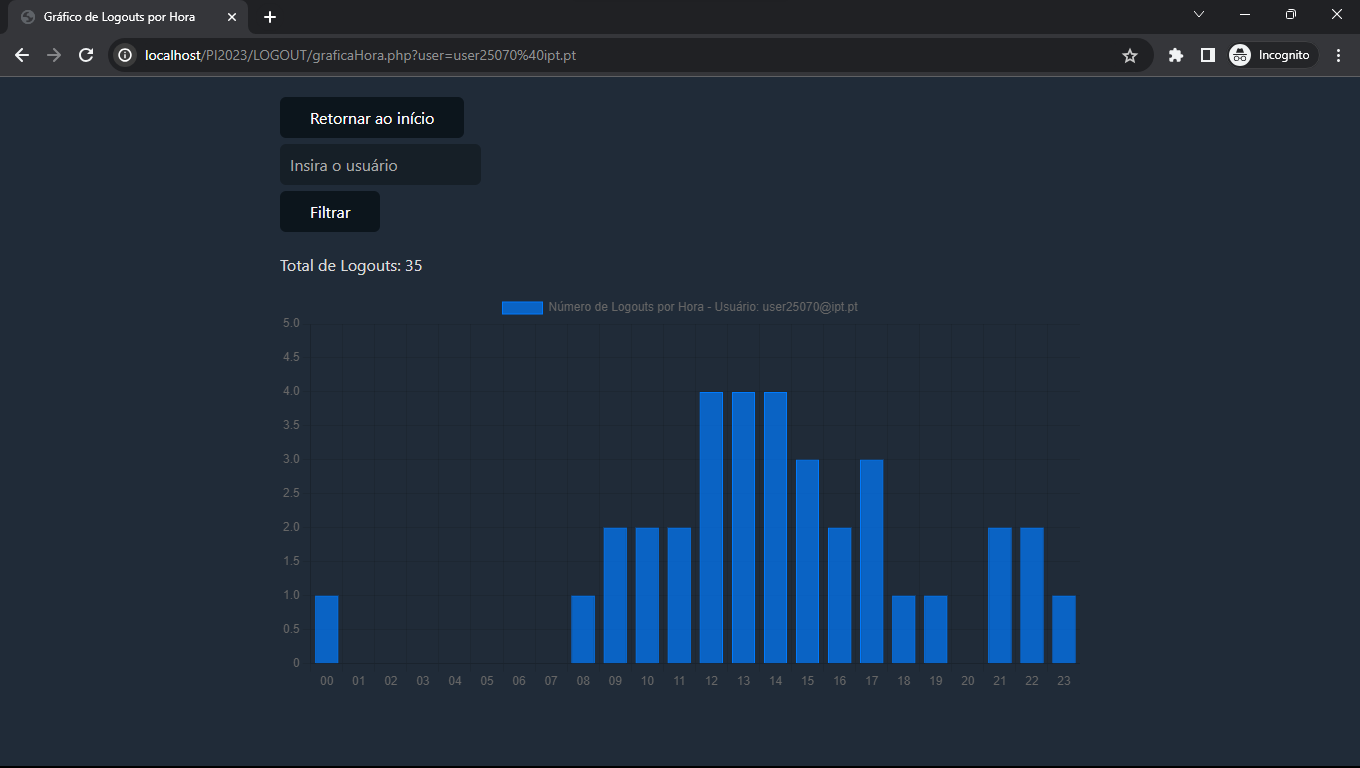 Gráfico de Logouts por Hora
localhost/PI2023/LOGOUT/graficaHora.php?user=user25070%40ipt.pt
Incognito
Retornar ao início
Insira o usuário
Filtrar
Total de Logouts: 35
Número de Logouts por Hora - Usuário: user25070@ipt.pt
5.0
4.5
4.0
3.5
3.0
2.5
2.0
1.5
1.0
0.5
0
00 01 02 03 04 05 06 07 08 09 10 11 12 13 14 15 16 17 18 19 20 21 22 23